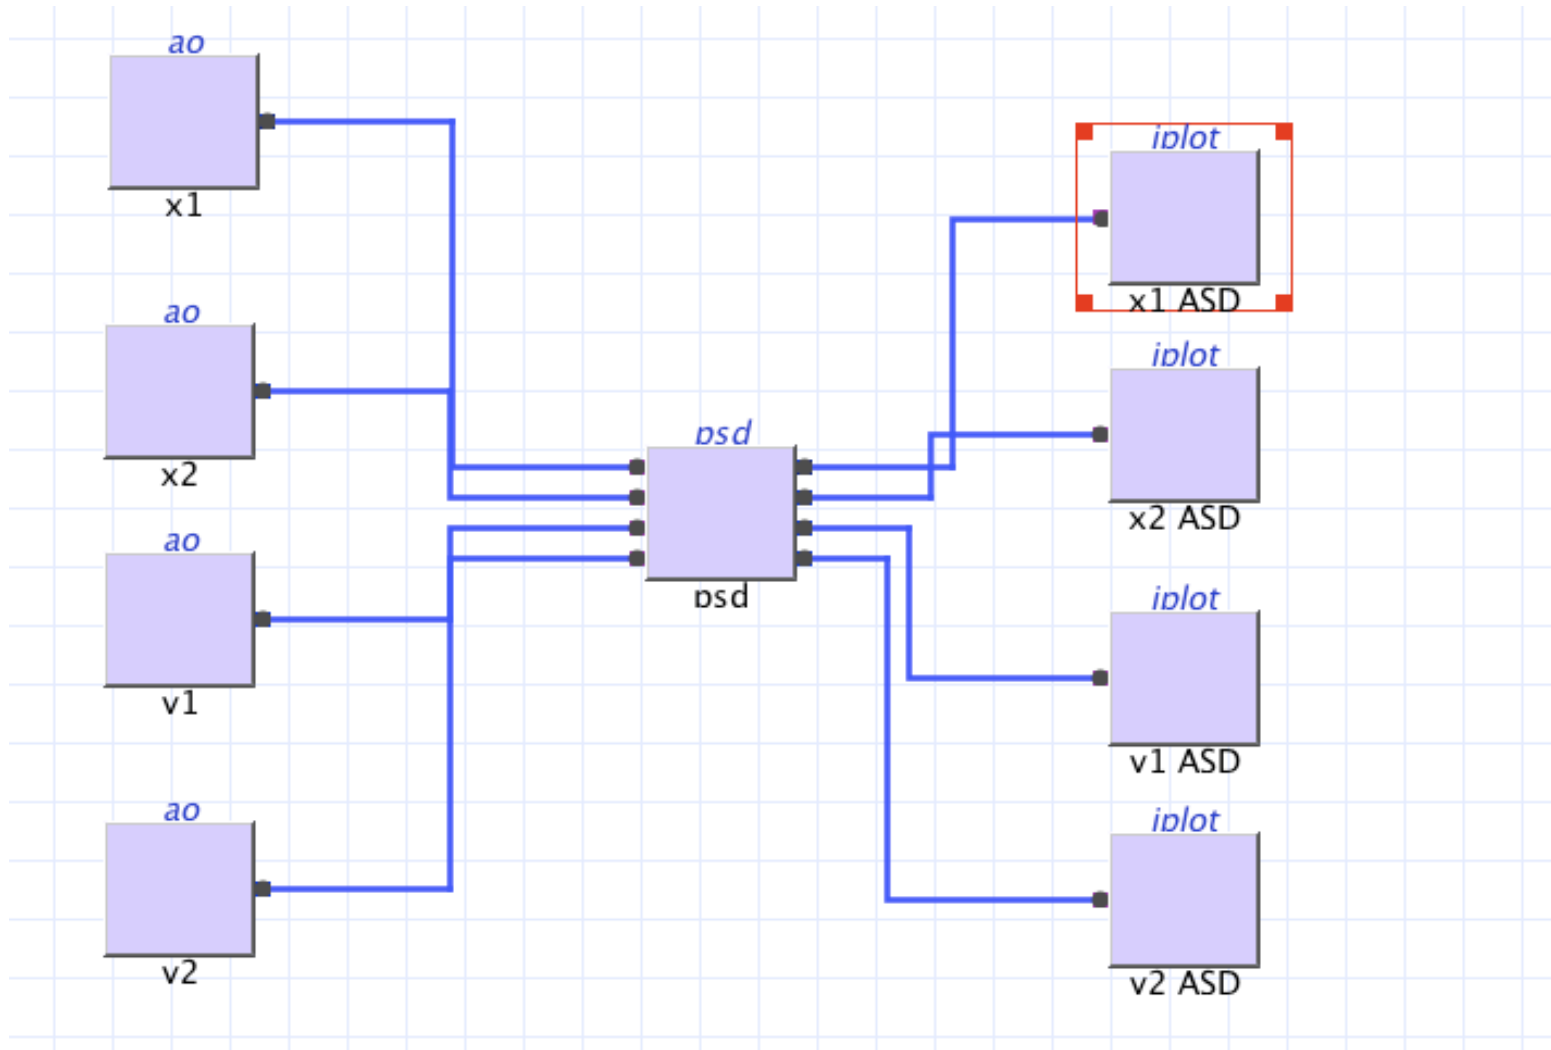 ao
x1
ao
x2
ao
v1
ao
v2
psd
psd
iplot
x1 ASD
iplot
x2 ASD
iplot
v1 ASD
iplot
v2 ASD